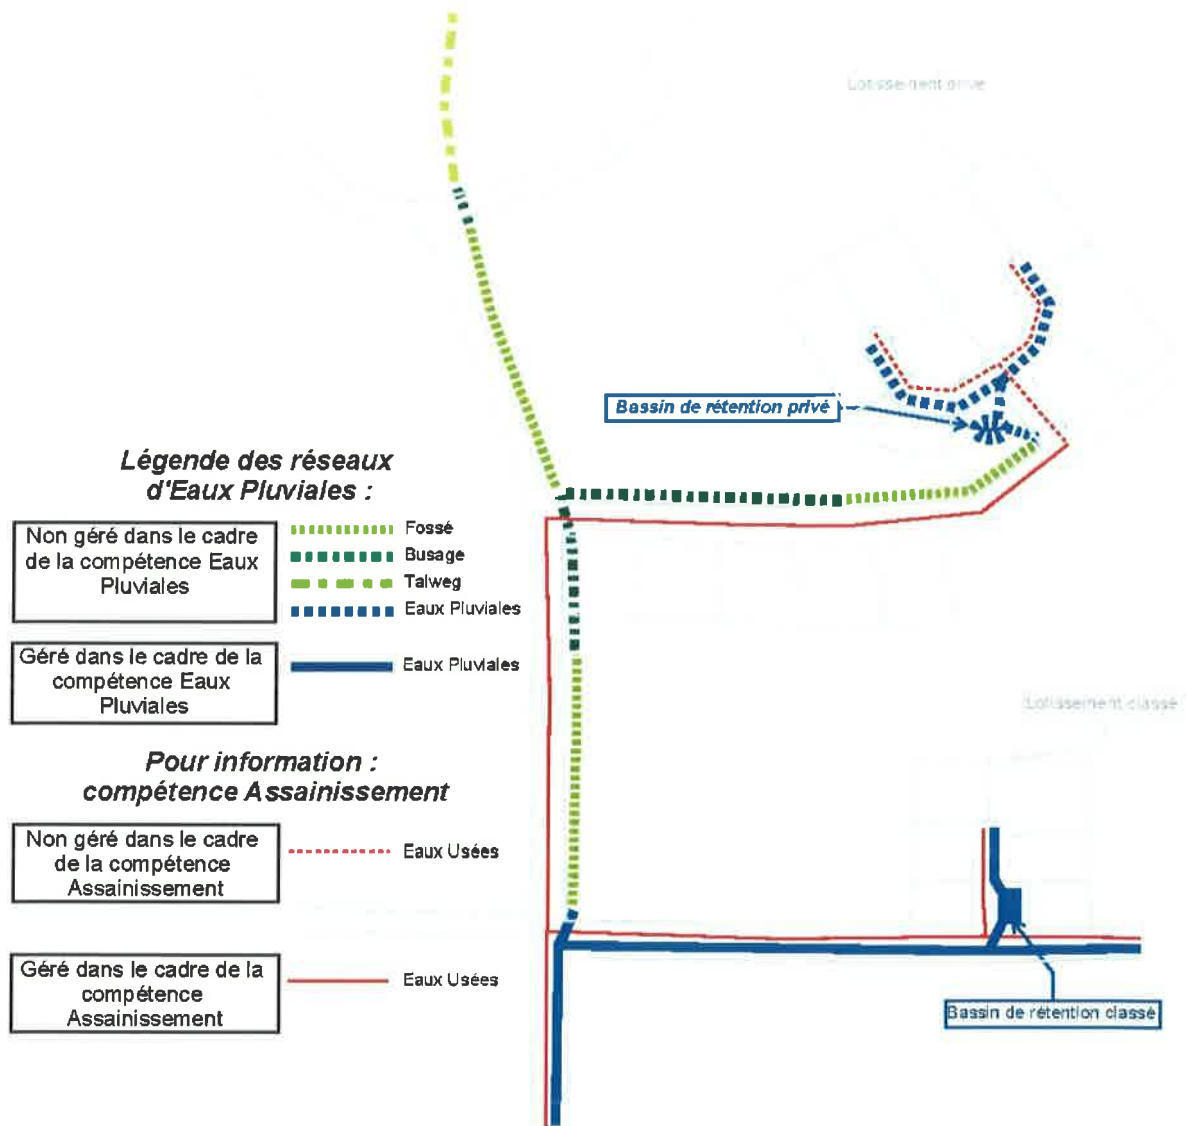 Lotissement privé
Bassin de rétention privé
Légende des réseaux
d'Eaux Pluviales :
Non géré dans le cadre
de la compétence Eaux
Pluviales
Fossé
Busage
Talweg
Eaux Pluviales
Géré dans le cadre de la
compétence Eaux
Pluviales
Eaux Pluviales
Lotissement classé
Pour information :
compétence Assainissement
Non géré dans le cadre
de la compétence
Assainissement
Eaux Usées
Géré dans le cadre de la
compétence
Assainissement
Eaux Usées
Bassin de rétention classé